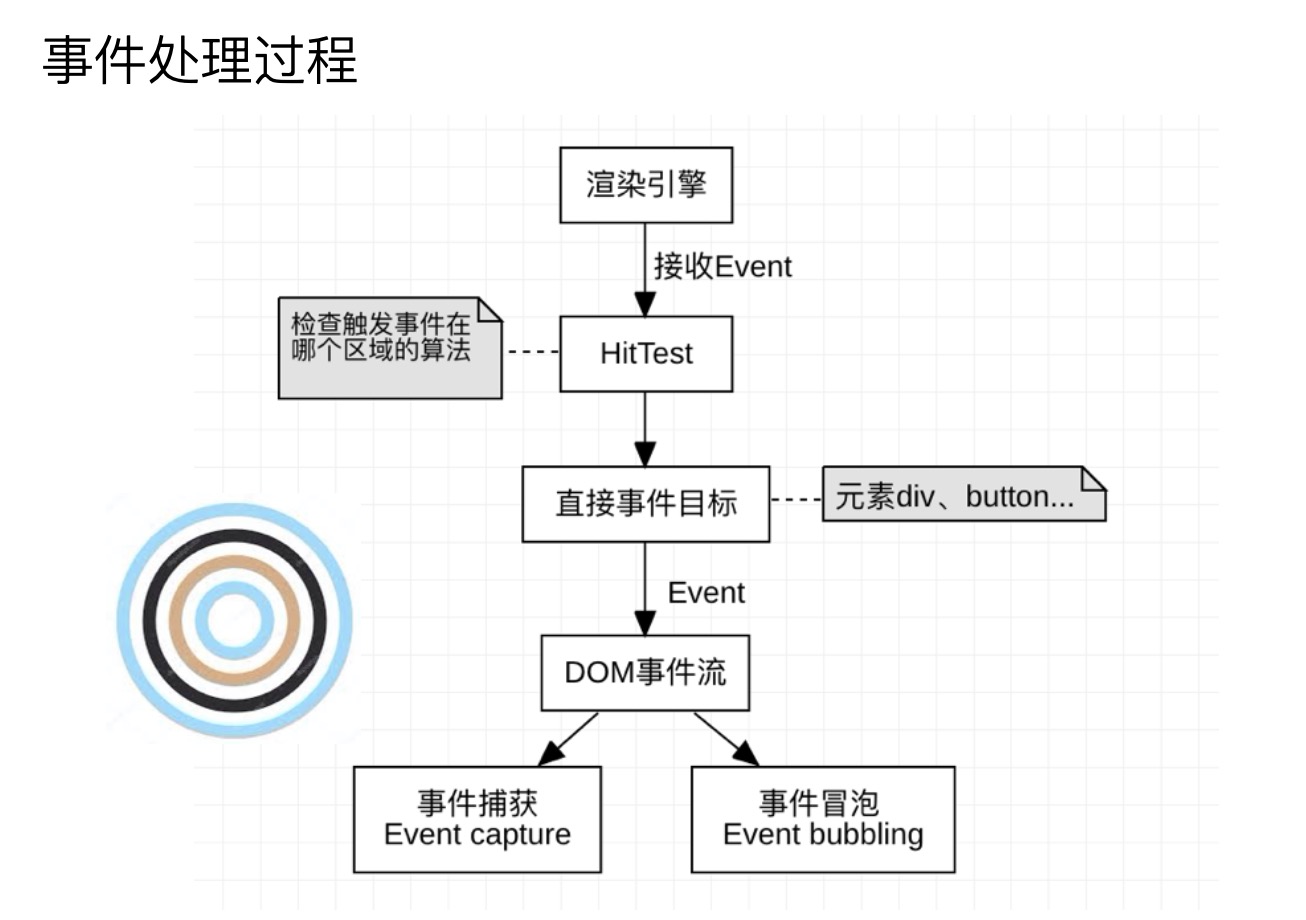 事件处理过程
渲染引擎
接收Event
检查触发事件在
哪个区域的算法
HitTest
直接事件目标
元素div、button...
Event
DOM事件流
事件捕获
Event capture
事件冒泡
Event bubbling